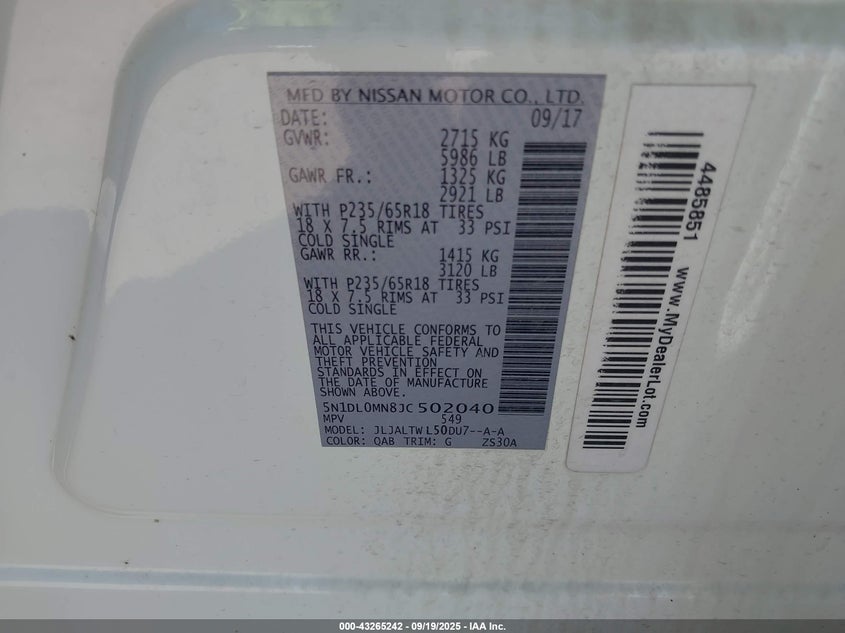 MFD BY NISSAN MOTOR CO., LTD.
DATE: 09/17
GVWR: 2715 KG
5986 LB
GAWR FR.: 1325 KG
2921 LB
WITH P235/65R18 TIRES
18 X 7.5 RIMS AT 33 PSI
COLD SINGLE
GAWR RR.: 1415 KG
3120 LB
WITH P235/65R18 TIRES
18 X 7.5 RIMS AT 33 PSI
COLD SINGLE
THIS VEHICLE CONFORMS TO
ALL APPLICABLE FEDERAL
MOTOR VEHICLE SAFETY AND
THEFT PREVENTION
STANDARDS IN EFFECT ON
THE DATE OF MANUFACTURE
SHOWN ABOVE.
5N1DL0MN8JC502040
MPV 549
MODEL: JLJALTWL50DU7--A-A
COLOR: QAB TRIM: G ZS30A
4485851
www.MyDealerLot.com
000-43265242 - 09/19/2025 - IAA Inc.